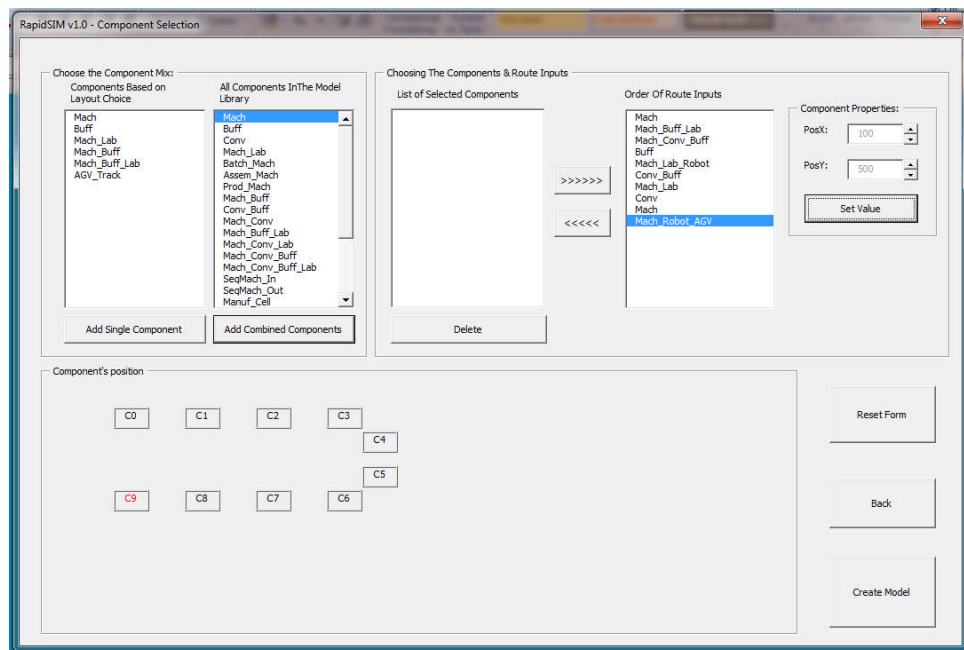 RapidSIM v1.0 - Component Selection
Choose the Component Mix:
Components Based on
Layout Choice
Mach
Buff
Mach_Lab
Mach_Buff
Mach_Buff_Lab
AGV_Track
Add Single Component
All Components InThe Model
Library
Mach
Buff
Conv
Mach_Lab
Batch_Mach
Assem_Mach
Prod_Mach
Mach_Buff
Conv_Buff
Mach_Conv
Mach_Buff_Lab
Mach_Conv_Lab
Mach_Conv_Buff
Mach_Conv_Buff_Lab
SeqMach_In
SeqMach_Out
Manuf_Cell
Add Combined Components
Choosing The Components & Route Inputs
List of Selected Components
Delete
>>>>>>
<<<<<
Order Of Route Inputs
Mach
Mach_Buff_Lab
Mach_Conv_Buff
Buff
Mach_Lab_Robot
Conv_Buff
Mach_Lab
Conv
Mach
Mach_Robot_AGV
Component Properties:
PosX: 100
PosY: 500
Set Value
Component's position
C0 C1 C2 C3
C4
C5
C9 C8 C7 C6
Reset Form
Back
Create Model